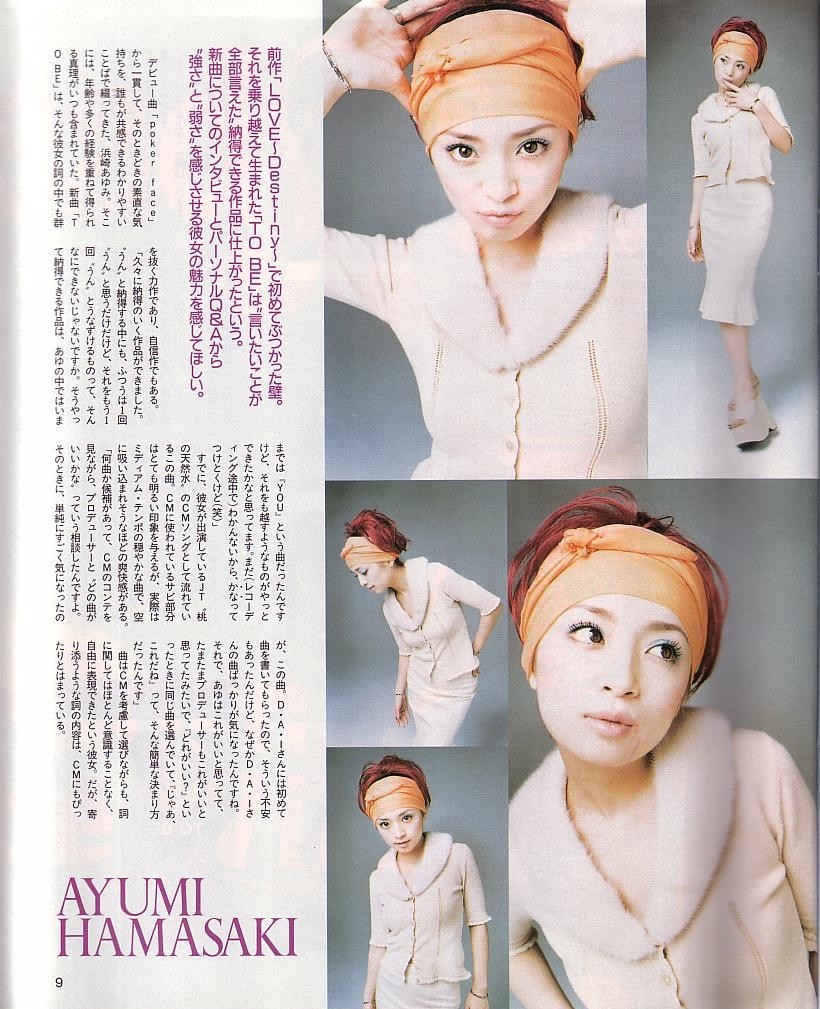 前作「LOVE～Destiny～」で初めてぶつかった壁。
それを乗り越えて生まれた「TO BE」は“言いたいことが
全部言えた”納得できる作品に仕上がったという。
新曲についてのインタビューとパーソナルQ&Aから
“強さ”と“弱さ”を感じさせる彼女の魅力を感じてほしい。
デビュー曲「poker face」
から一貫して、そのときどきの素直な気
持ちを、誰もが共感できるわかりやすい
ことばで綴ってきた、浜崎あゆみ。そこ
には、年齢や多くの経験を重ねて得られ
る真理がいつも含まれていた。新曲「T
O BE」は、そんな彼女の詞の中でも群
を抜く力作であり、自信作でもある。
「久々に納得のいく作品ができました。
“うん”と納得する中にも、ふつうは1回
“うん”と思うだけだけど、それをもう1
回“うん”とうなずけるものって、そん
なにできないじゃないですか。そうやっ
て納得できる作品は、あゆの中ではいま
までは「YOU」という曲だったんです
けど、それをも越すようなものがやっと
できたかなと思ってます。まだ（レコーデ
ィング途中で）わかんないから、かなって
つけとくけど（笑）」
すでに、彼女が出演しているJT“桃
の天然水”のCMソングとして流れてい
るこの曲。CMに使われているサビ部分
はとても明るい印象を与えるが、実際は
ミディアム・テンポの穏やかな曲で、空
に吸い込まれそうなほどの爽快感がある。
「何曲か候補があって、CMのコンテを
見ながら、プロデューサーと“どの曲が
いいかな”っていう相談したんですよ。
そのときに、単純にすごく気になったの
が、この曲。D・A・Iさんには初めて
曲を書いてもらったので、そういう不安
もあったんだけど、なぜかD・A・Iさ
んの曲ばっかりが気になったんですね。
それで、あゆはこれがいいと思ってて、
たまたまプロデューサーもこれがいいと
思ってたみたいで、『どれがいい？』とい
ったときに同じ曲を選んでいて、『じゃあ、
これだね』って、そんな簡単な決まり方
だったんです」
曲はCMを考慮して選びながらも、詞
に関してはほとんど意識することなく、
自由に表現できたという彼女。だが、寄
り添うような詞の内容は、CMにもぴっ
たりとはまっている。
AYUMI
HAMASAKI
9